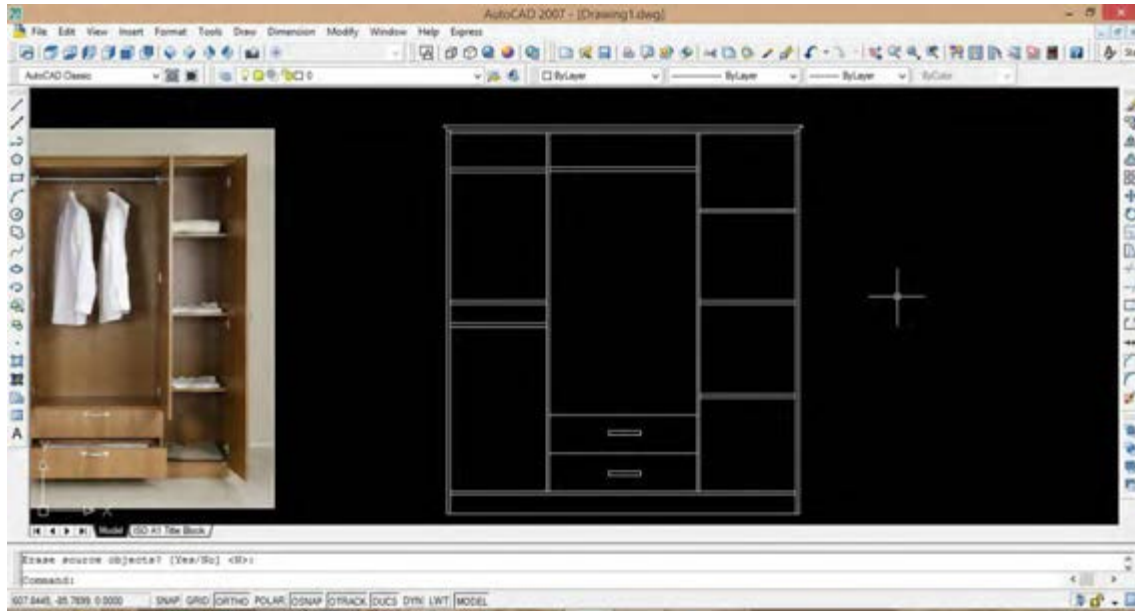 AutoCAD 2007 - [Drawing1.dwg]
File Edit View Insert Format Tools Draw Dimension Modify Window Help Express
AutoCAD Classic 0 ByLayer ByLayer ByLayer ByColor
A
Y
X
Model ISO A1 Title Block
Erase source objects? [Yes/No] <N>:
Command:
SNAP GRID ORTHO POLAR OSNAP OTRACK DUCS DYN LWT MODEL